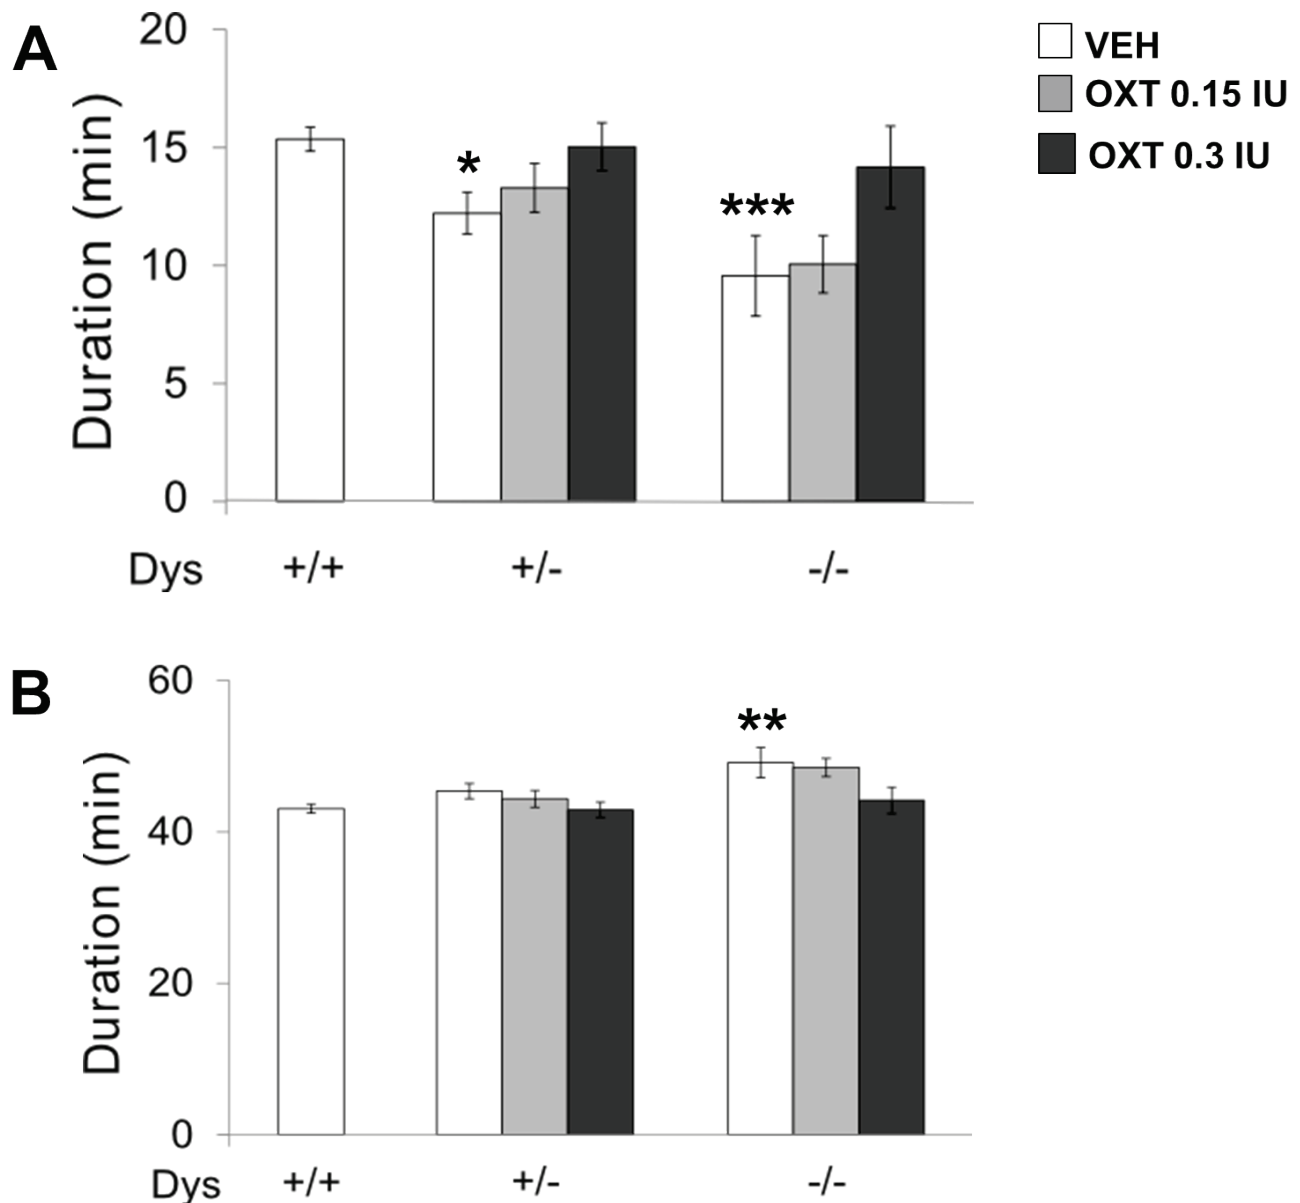 A
20
15
10
5
0
Duration (min)
*
***
Dys +/+ +/- -/-
VEH
OXT 0.15 IU
OXT 0.3 IU
B
60
40
20
0
Duration (min)
**
Dys +/+ +/- -/-